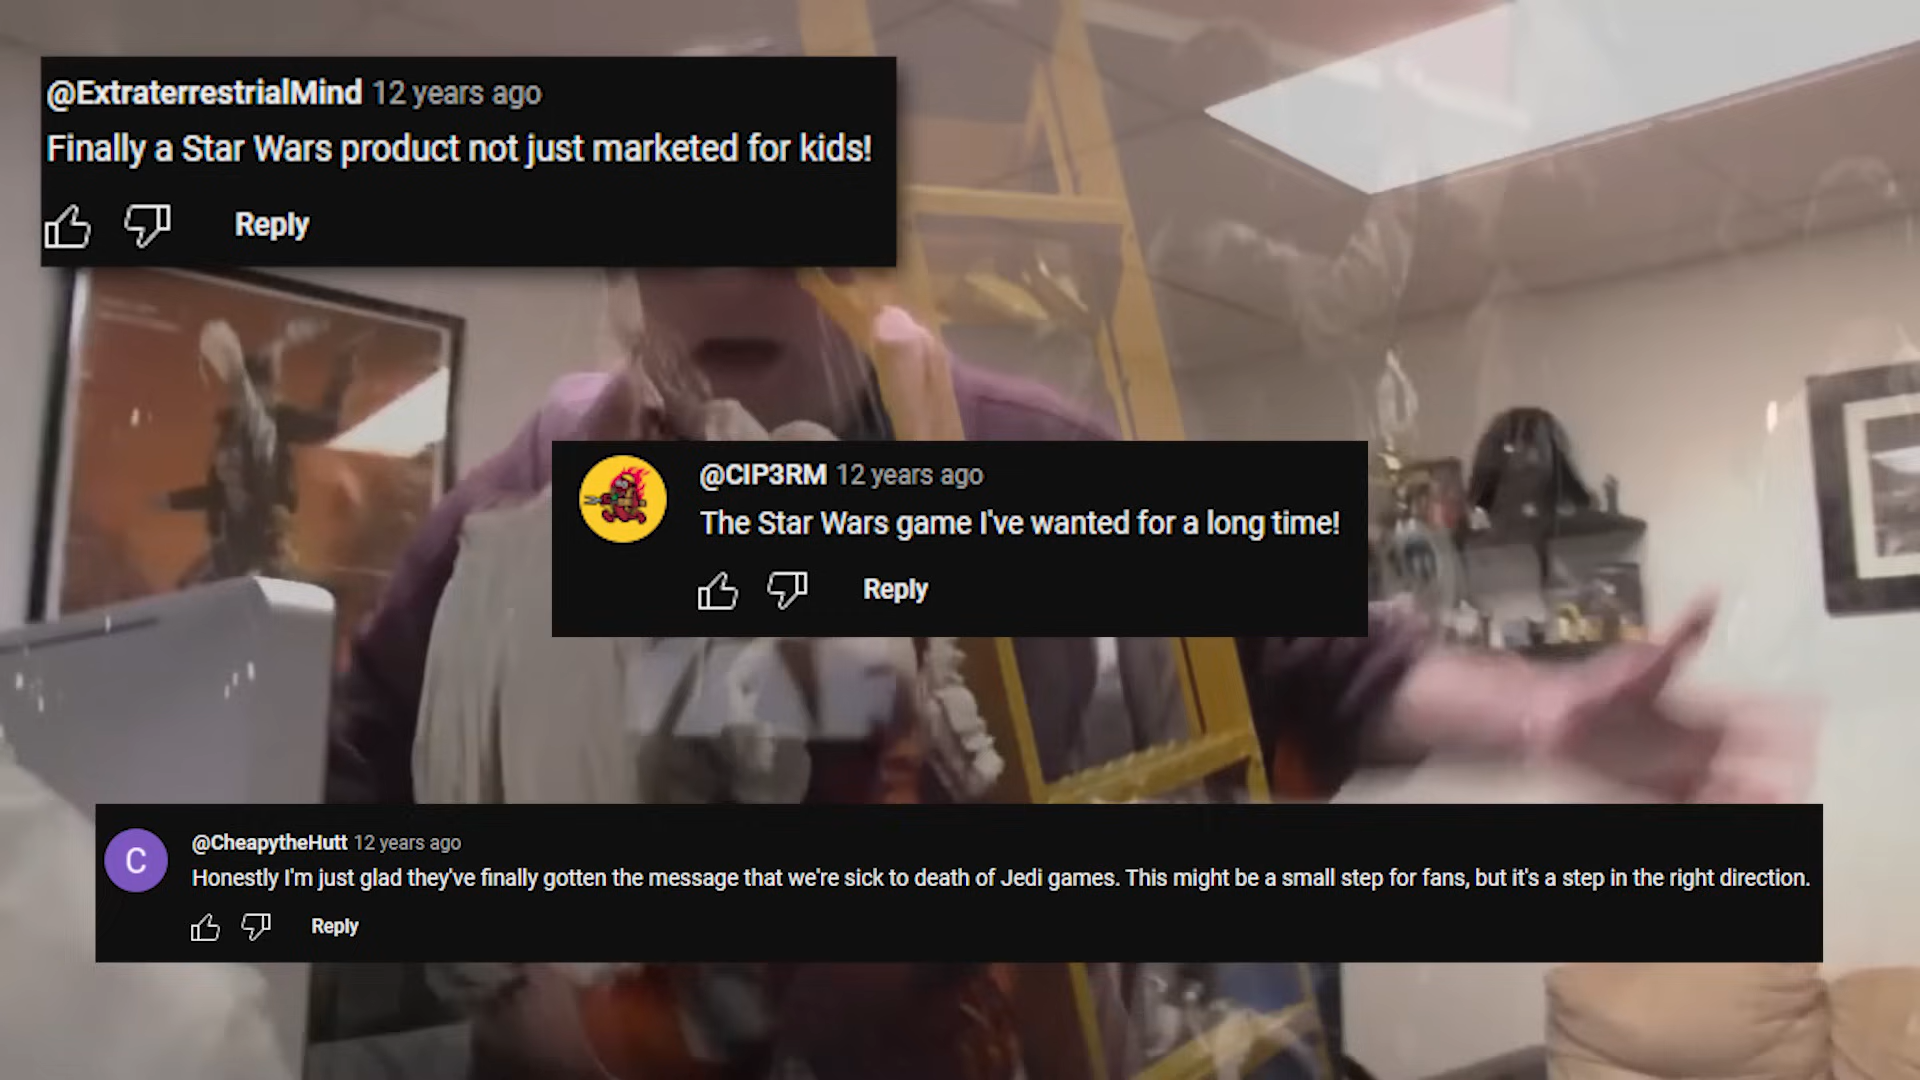 @ExtraterrestrialMind 12 years ago
Finally a Star Wars product not just marketed for kids!
Reply
@CIP3RM 12 years ago
The Star Wars game I've wanted for a long time!
Reply
C
@CheapytheHutt 12 years ago
Honestly I'm just glad they've finally gotten the message that we're sick to death of Jedi games. This might be a small step for fans, but it's a step in the right direction.
Reply